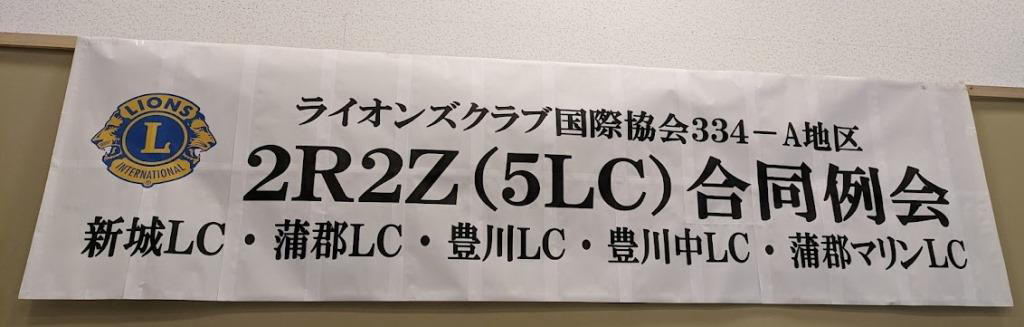 LIONS
L
INTERNATIONAL
®
ライオンズクラブ国際協会334－A地区
2R2Z(5LC)合同例会
新城LC・蒲郡LC・豊川LC・豊川中LC・蒲郡マリンLC